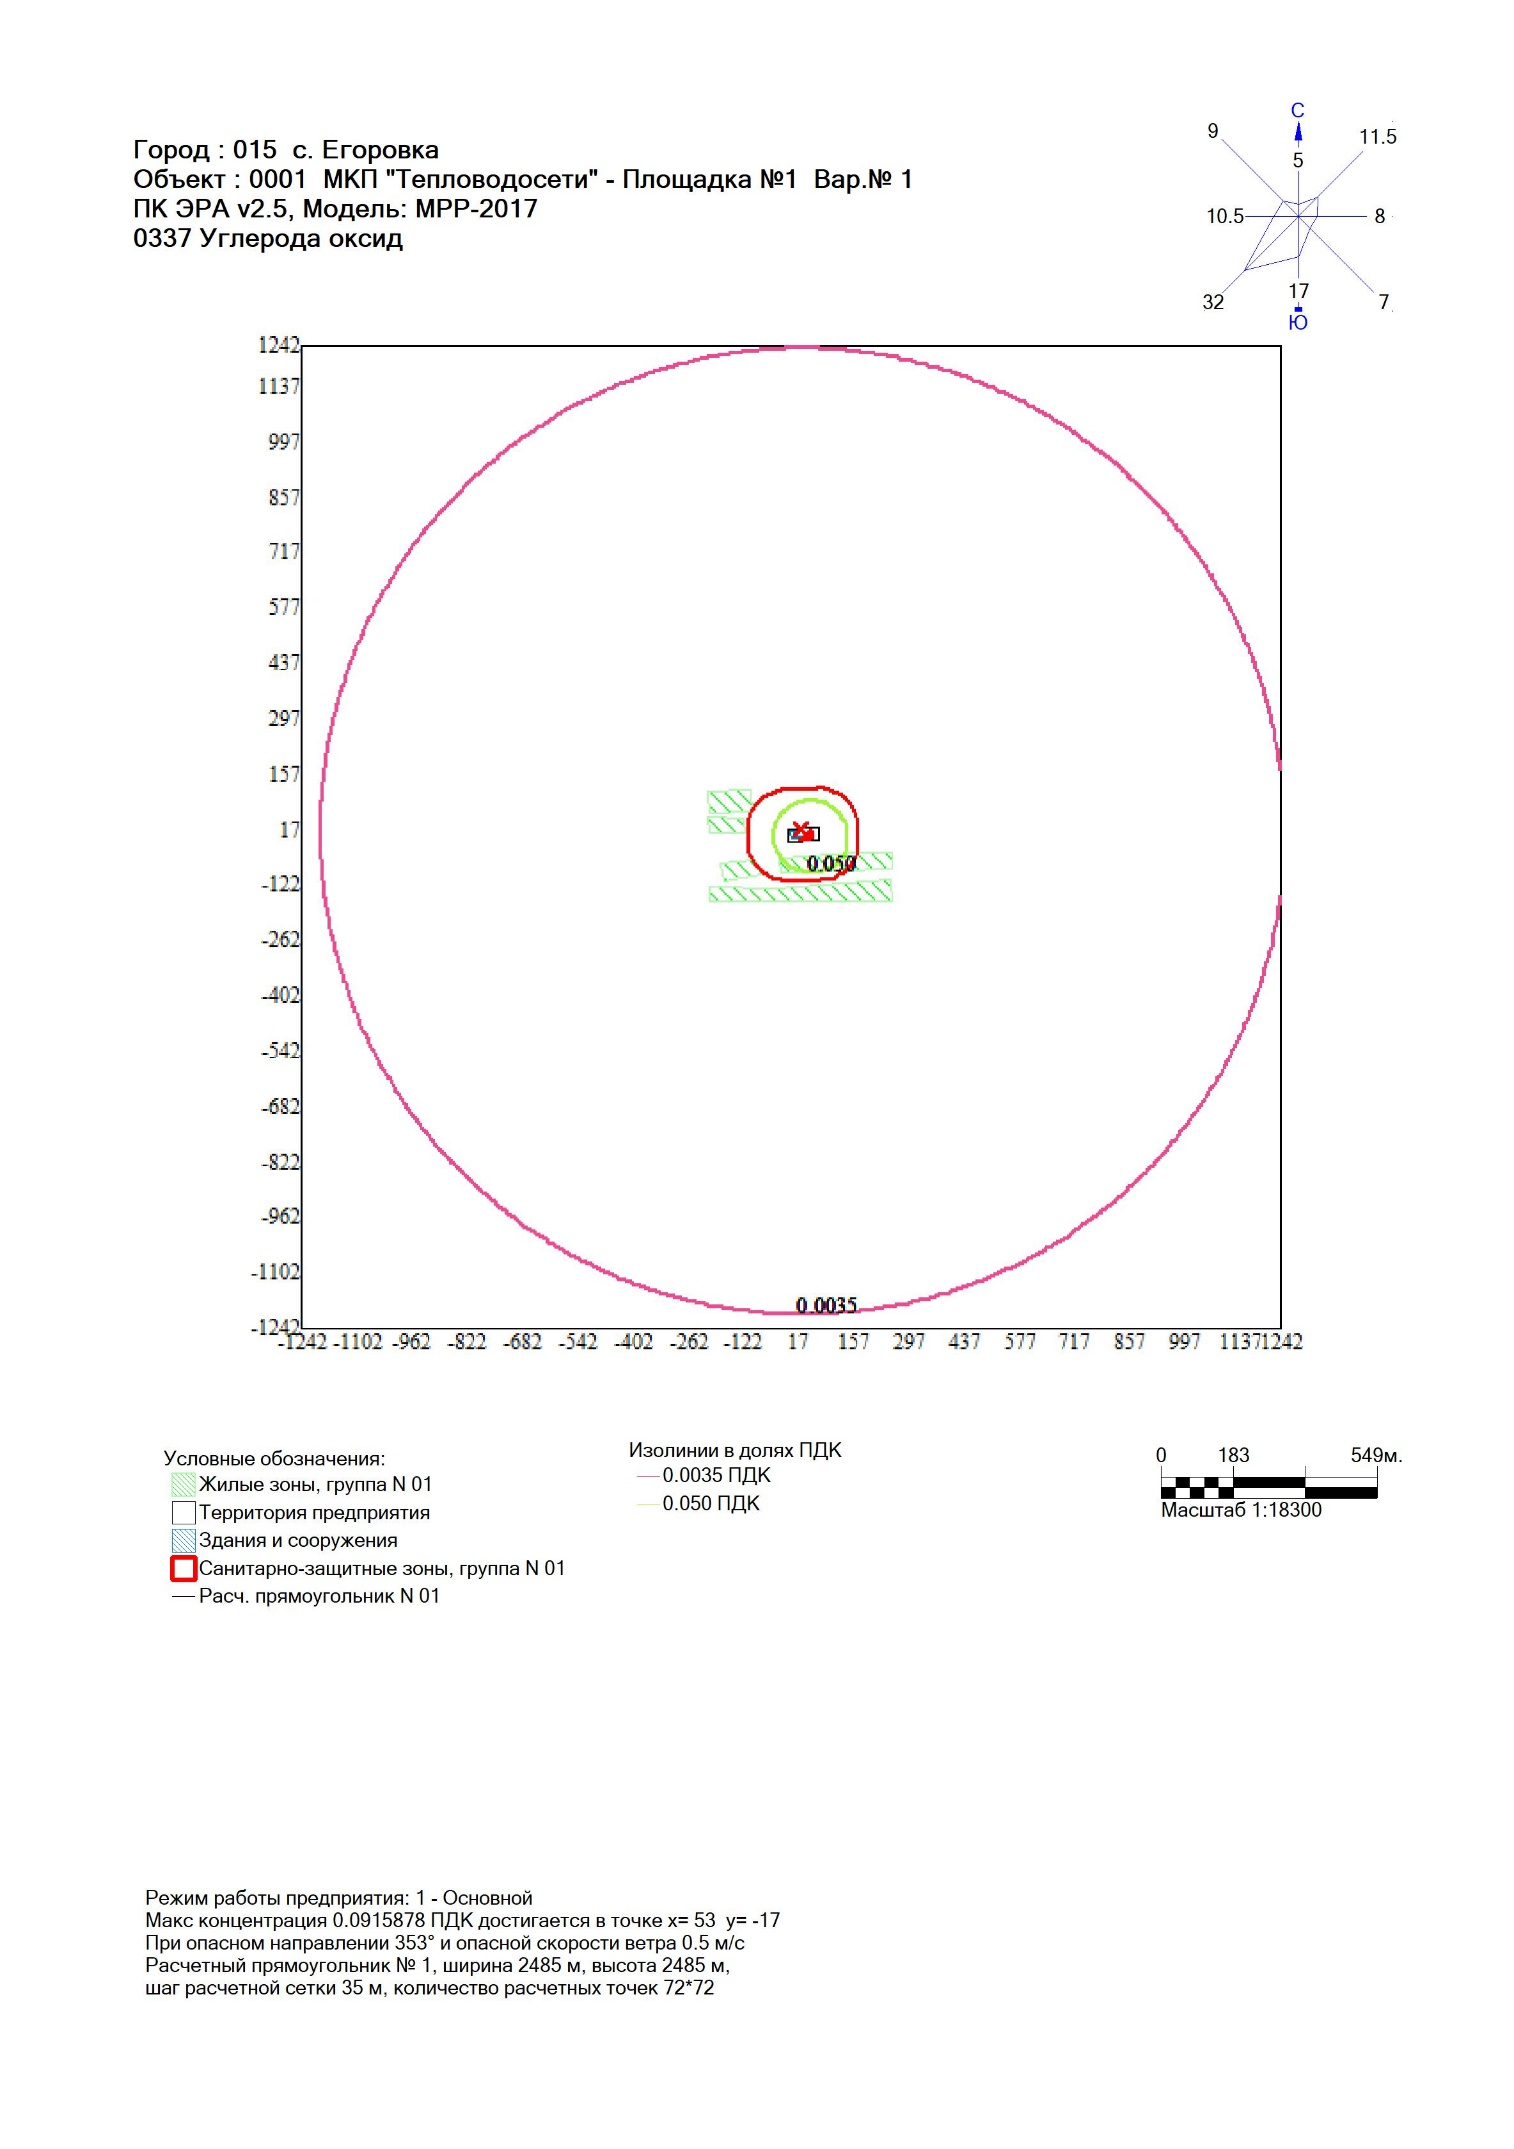 Город : 015 с. Егоровка
Объект : 0001 МКП "Тепловодосети" - Площадка №1 Вар.№ 1
ПК ЭРА v2.5, Модель: МРР-2017
0337 Углерода оксид
С
9
11.5
5
10.5
8
32
17
7
Ю
1242
1137
997
857
717
577
437
297
157
17
-122
-262
-402
-542
-682
-822
-962
-1102
-1242
0.050
0.0035
-1242 -1102 -962 -822 -682 -542 -402 -262 -122 17 157 297 437 577 717 857 997 1137 1242
Условные обозначения:
Жилые зоны, группа N 01
Территория предприятия
Здания и сооружения
Санитарно-защитные зоны, группа N 01
Расч. прямоугольник N 01
Изолинии в долях ПДК
0.0035 ПДК
0.050 ПДК
0 183 549м.
Масштаб 1:18300
Режим работы предприятия: 1 - Основной
Макс концентрация 0.0915878 ПДК достигается в точке x= 53 y= -17
При опасном направлении 353° и опасной скорости ветра 0.5 м/с
Расчетный прямоугольник № 1, ширина 2485 м, высота 2485 м,
шаг расчетной сетки 35 м, количество расчетных точек 72*72